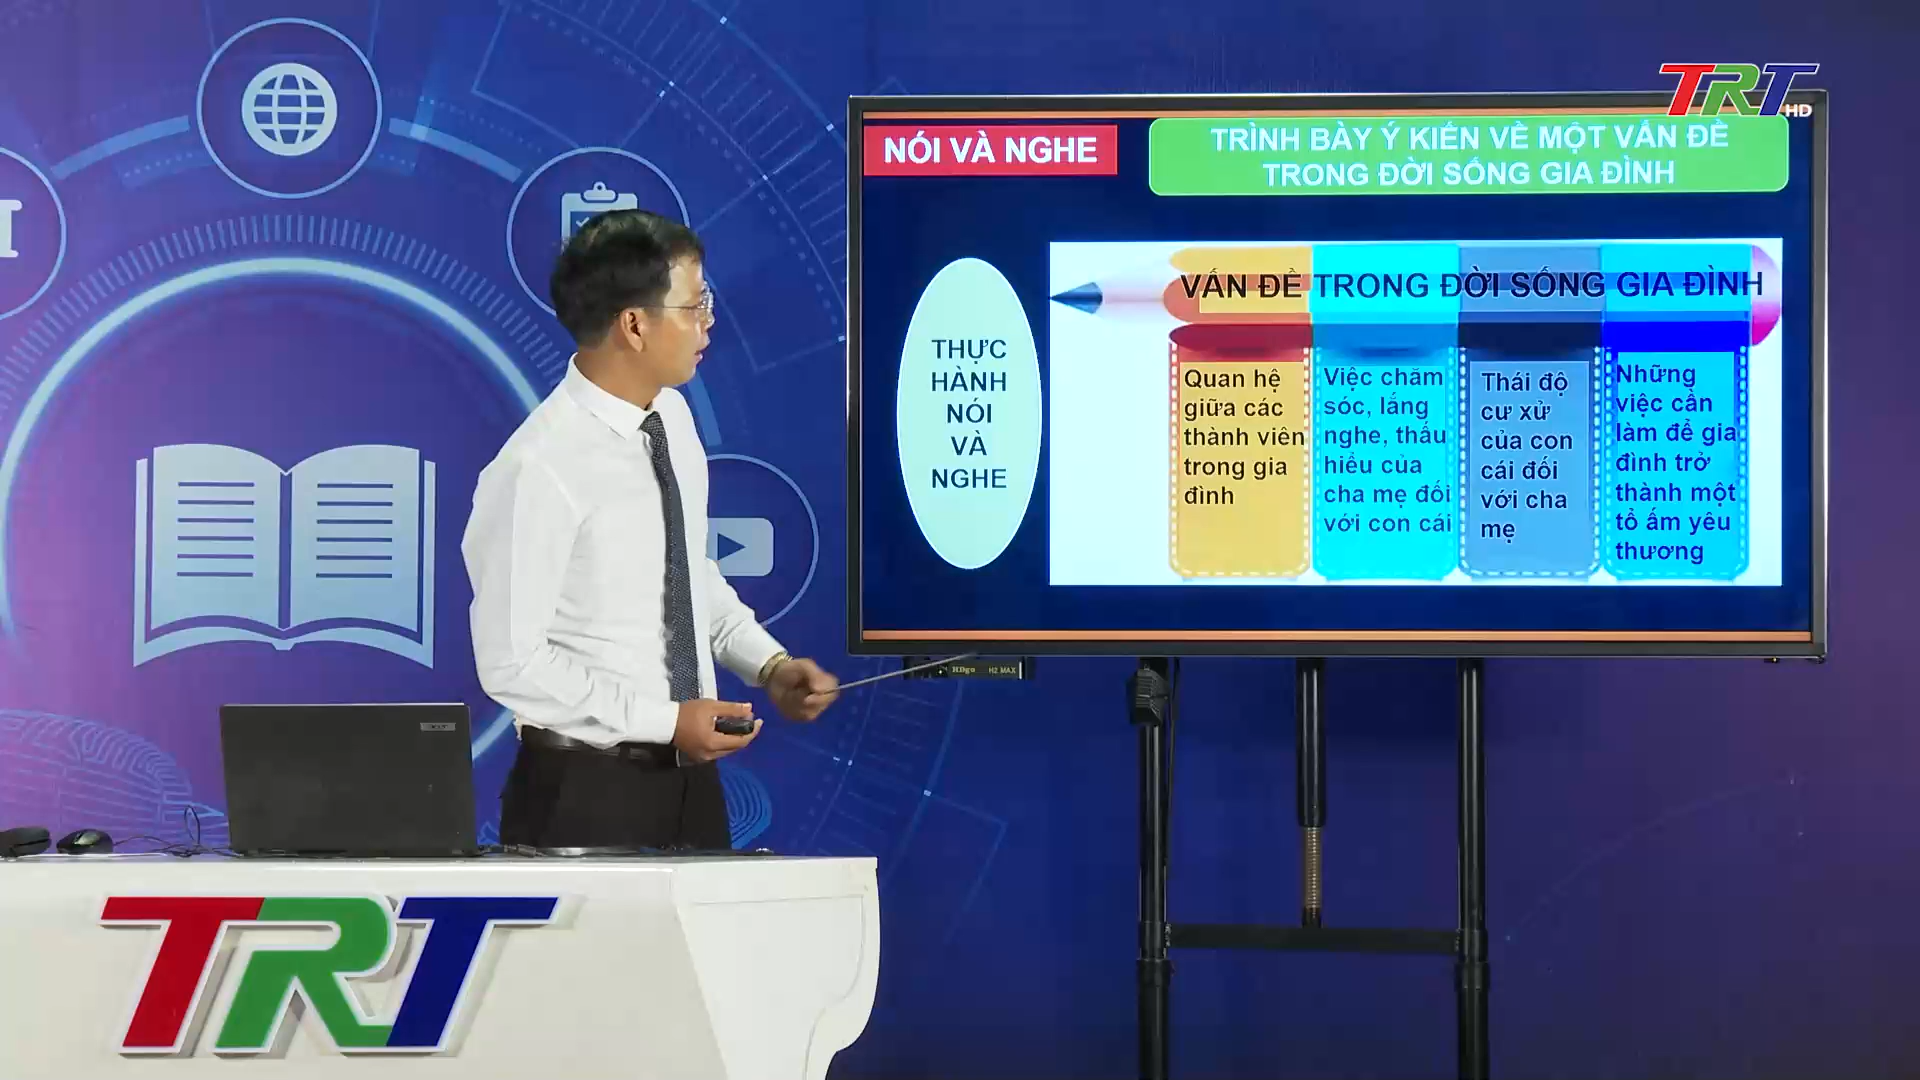 TRT HD
NÓI VÀ NGHE
TRÌNH BÀY Ý KIẾN VỀ MỘT VẤN ĐỀ
TRONG ĐỜI SỐNG GIA ĐÌNH
THỰC
HÀNH
NÓI
VÀ
NGHE
VẤN ĐỀ TRONG ĐỜI SỐNG GIA ĐÌNH
Quan hệ
giữa các
thành viên
trong gia
đình
Việc chăm
sóc, lắng
nghe, thấu
hiểu của
cha mẹ đối
với con cái
Thái độ
cư xử
của con
cái đối
với cha
mẹ
Những
việc cần
làm để gia
đình trở
thành một
tổ ấm yêu
thương
HDgo H2 MAX
TRT